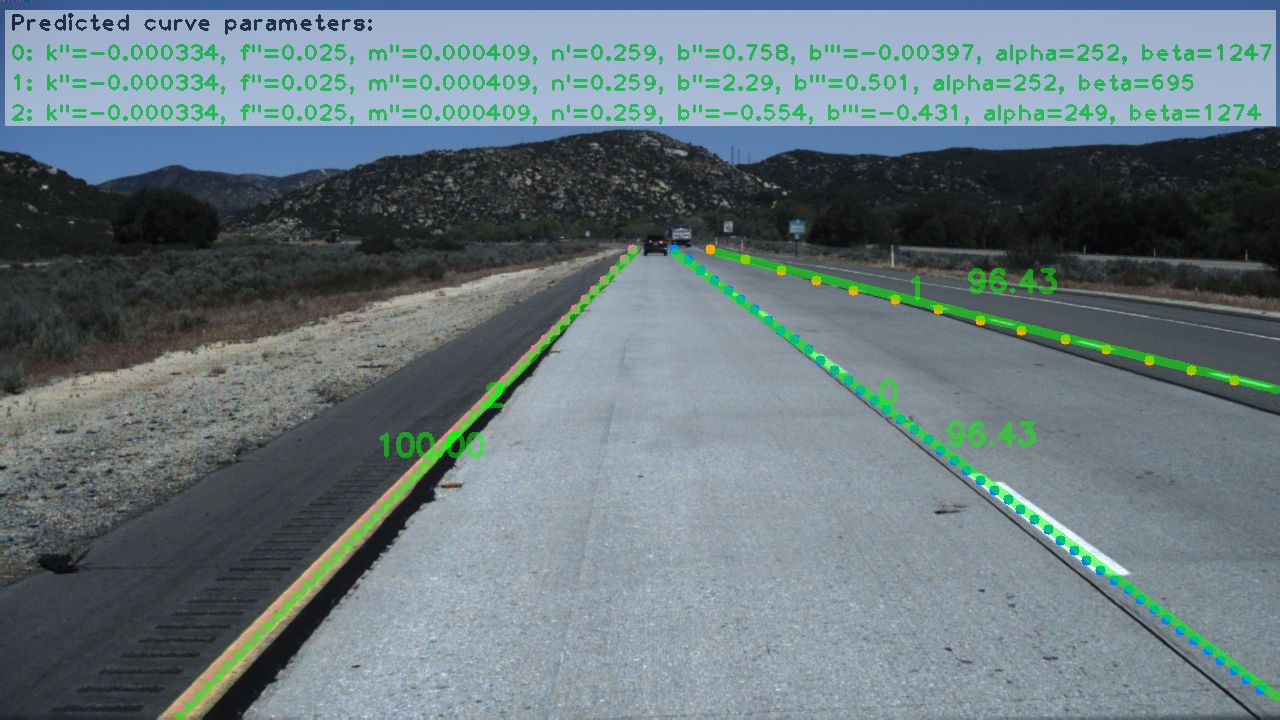 Predicted curve parameters:
0: k''=-0.000334, f''=0.025, m''=0.000409, n'=0.259, b''=0.758, b'''=-0.00397, alpha=252, beta=1247
1: k''=-0.000334, f''=0.025, m''=0.000409, n'=0.259, b''=2.29, b'''=0.501, alpha=252, beta=695
2: k''=-0.000334, f''=0.025, m''=0.000409, n'=0.259, b''=-0.554, b'''=-0.431, alpha=249, beta=1274
1 96.43
2 0
100.00 96.43